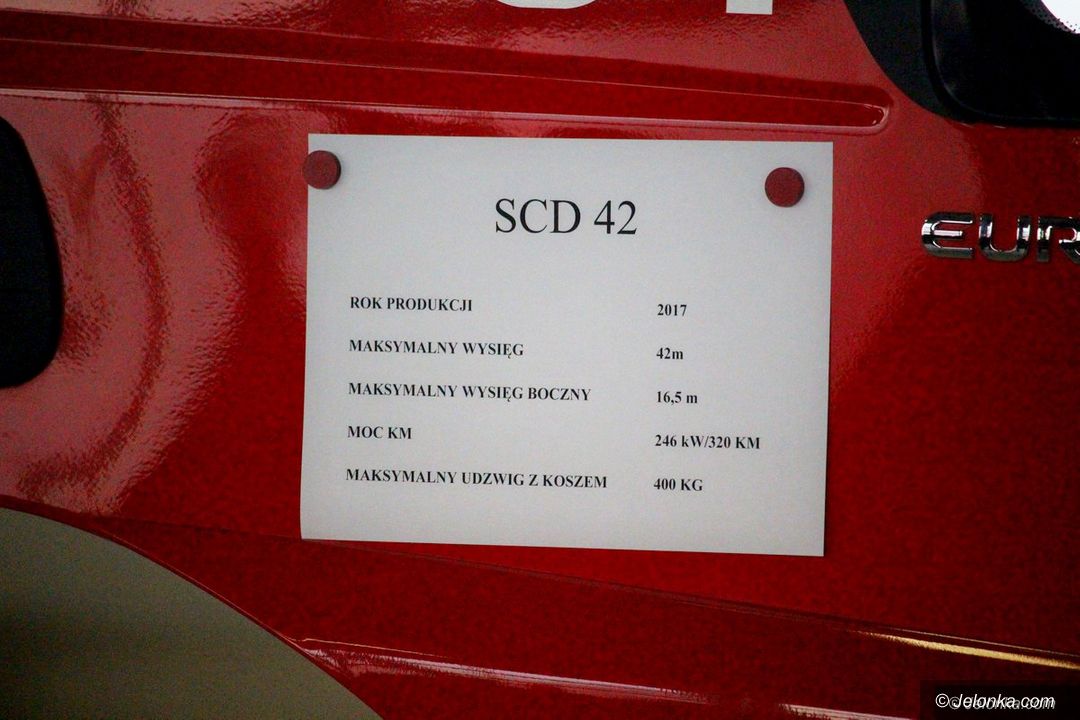 SCD 42
EUR
ROK PRODUKCJI 2017
MAKSYMALNY WYSIĘG 42m
MAKSYMALNY WYSIĘG BOCZNY 16,5 m
MOC KM 246 kW/320 KM
MAKSYMALNY UDZWIG Z KOSZEM 400 KG
© Jelonka.com